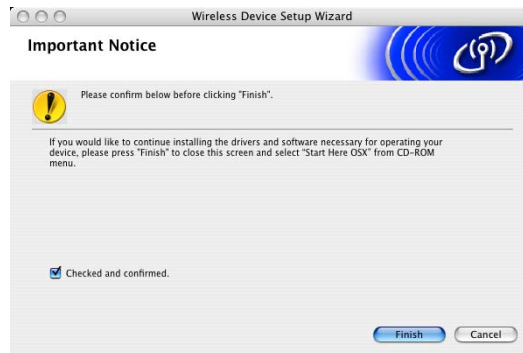 Wireless Device Setup Wizard
Important Notice
Please confirm below before clicking "Finish".
If you would like to continue installing the drivers and software necessary for operating your
device, please press "Finish" to close this screen and select "Start Here OSX" from CD-ROM
menu.
Checked and confirmed.
Finish
Cancel